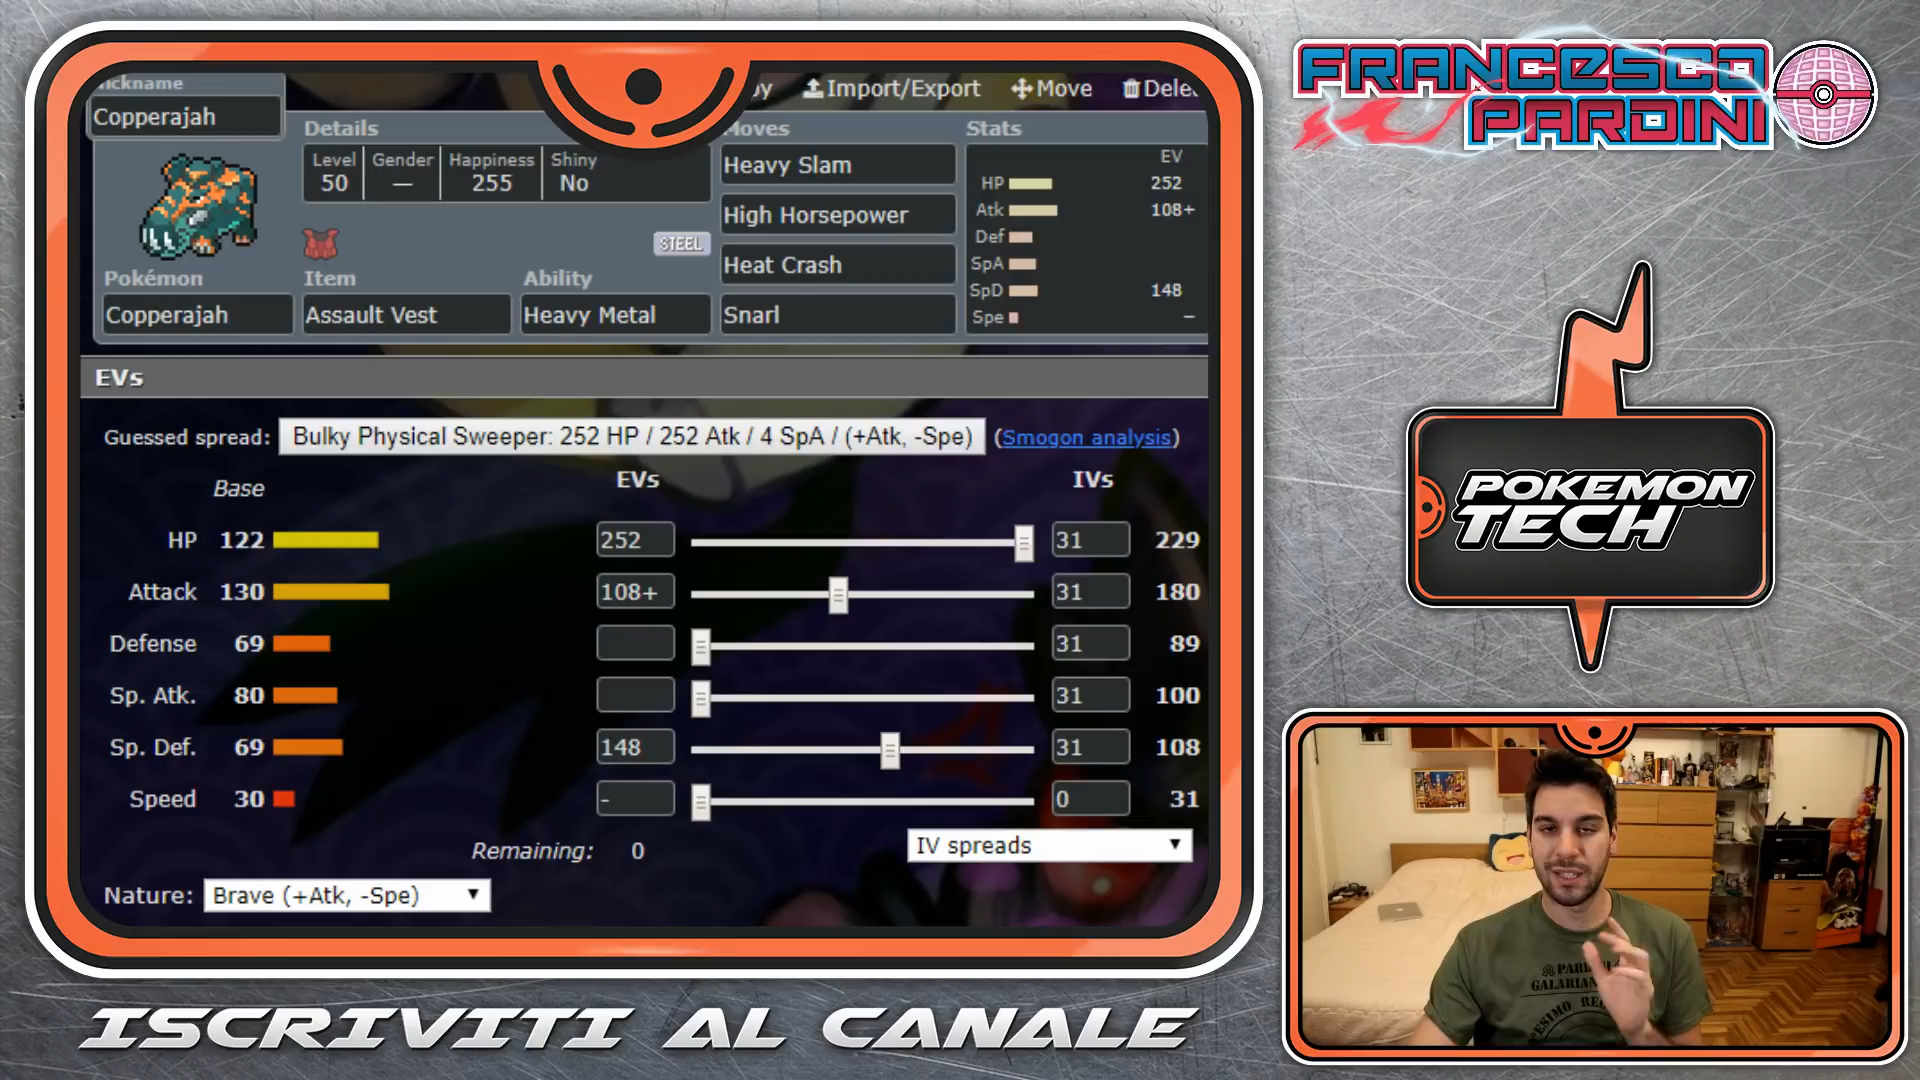 FRANCESCO
PARDINI
Copperajah
Import/Export
Move
Details
Moves
Stats
Level
Gender
Happiness
Shiny
50
—
255
No
Heavy Slam
High Horsepower
Heat Crash
Snarl
EV
HP 252
Atk 108+
Def
SpA
SpD 148
Spe –
STEEL
Pokémon
Item
Ability
Copperajah
Assault Vest
Heavy Metal
EVs
Guessed spread: Bulky Physical Sweeper: 252 HP / 252 Atk / 4 SpA / (+Atk, -Spe) (Smogon analysis)
Base
EVs
IVs
HP 122 252 31 229
Attack 130 108+ 31 180
Defense 69 31 89
Sp. Atk. 80 31 100
Sp. Def. 69 148 31 108
Speed 30 - 0 31
Remaining: 0
IV spreads
Nature: Brave (+Atk, -Spe)
POKEMON
TECH
GALARIAN
ISCRIVITI AL CANALE